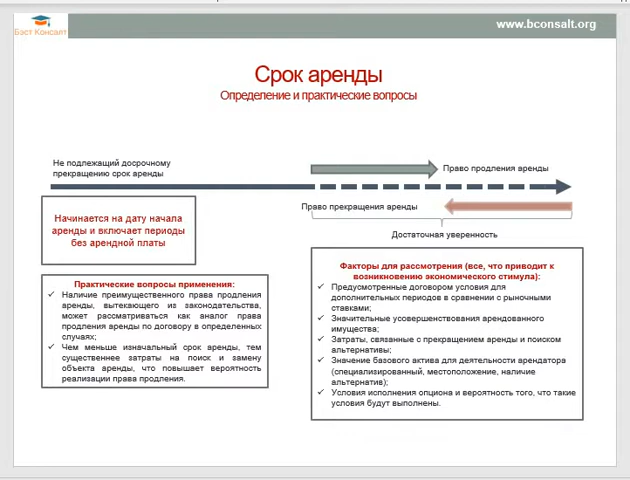 Бэст Консалт
www.bconsalt.org
Срок аренды
Определение и практические вопросы
Не подлежащий досрочному
прекращению срок аренды
Право продления аренды
Право прекращения аренды
Достаточная уверенность
Начинается на дату начала
аренды и включает периоды
без арендной платы
Практические вопросы применения:
✓ Наличие преимущественного права продления
аренды, вытекающего из законодательства,
может рассматриваться как аналог права
продления аренды по договору в определенных
случаях;
✓ Чем меньше изначальный срок аренды, тем
существеннее затраты на поиск и замену
объекта аренды, что повышает вероятность
реализации права продления.
Факторы для рассмотрения (все, что приводит к
возникновению экономического стимула):
✓ Предусмотренные договором условия для
дополнительных периодов в сравнении с рыночными
ставками;
✓ Значительные усовершенствования арендованного
имущества;
✓ Затраты, связанные с прекращением аренды и поиском
альтернативы;
✓ Значение базового актива для деятельности арендатора
(специализированный, местоположение, наличие
альтернатив);
✓ Условия исполнения опциона и вероятность того, что такие
условия будут выполнены.